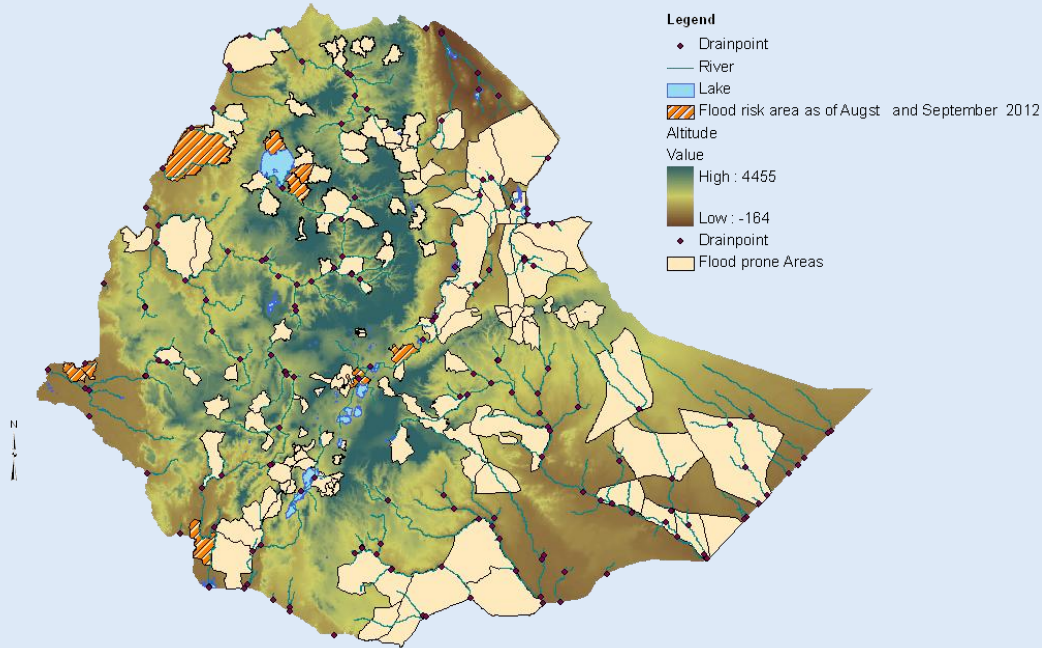 Legend
Drainpoint
River
Lake
Flood risk area as of Augst and September 2012
Altitude
Value
High : 4455
Low : -164
Drainpoint
Flood prone Areas
N